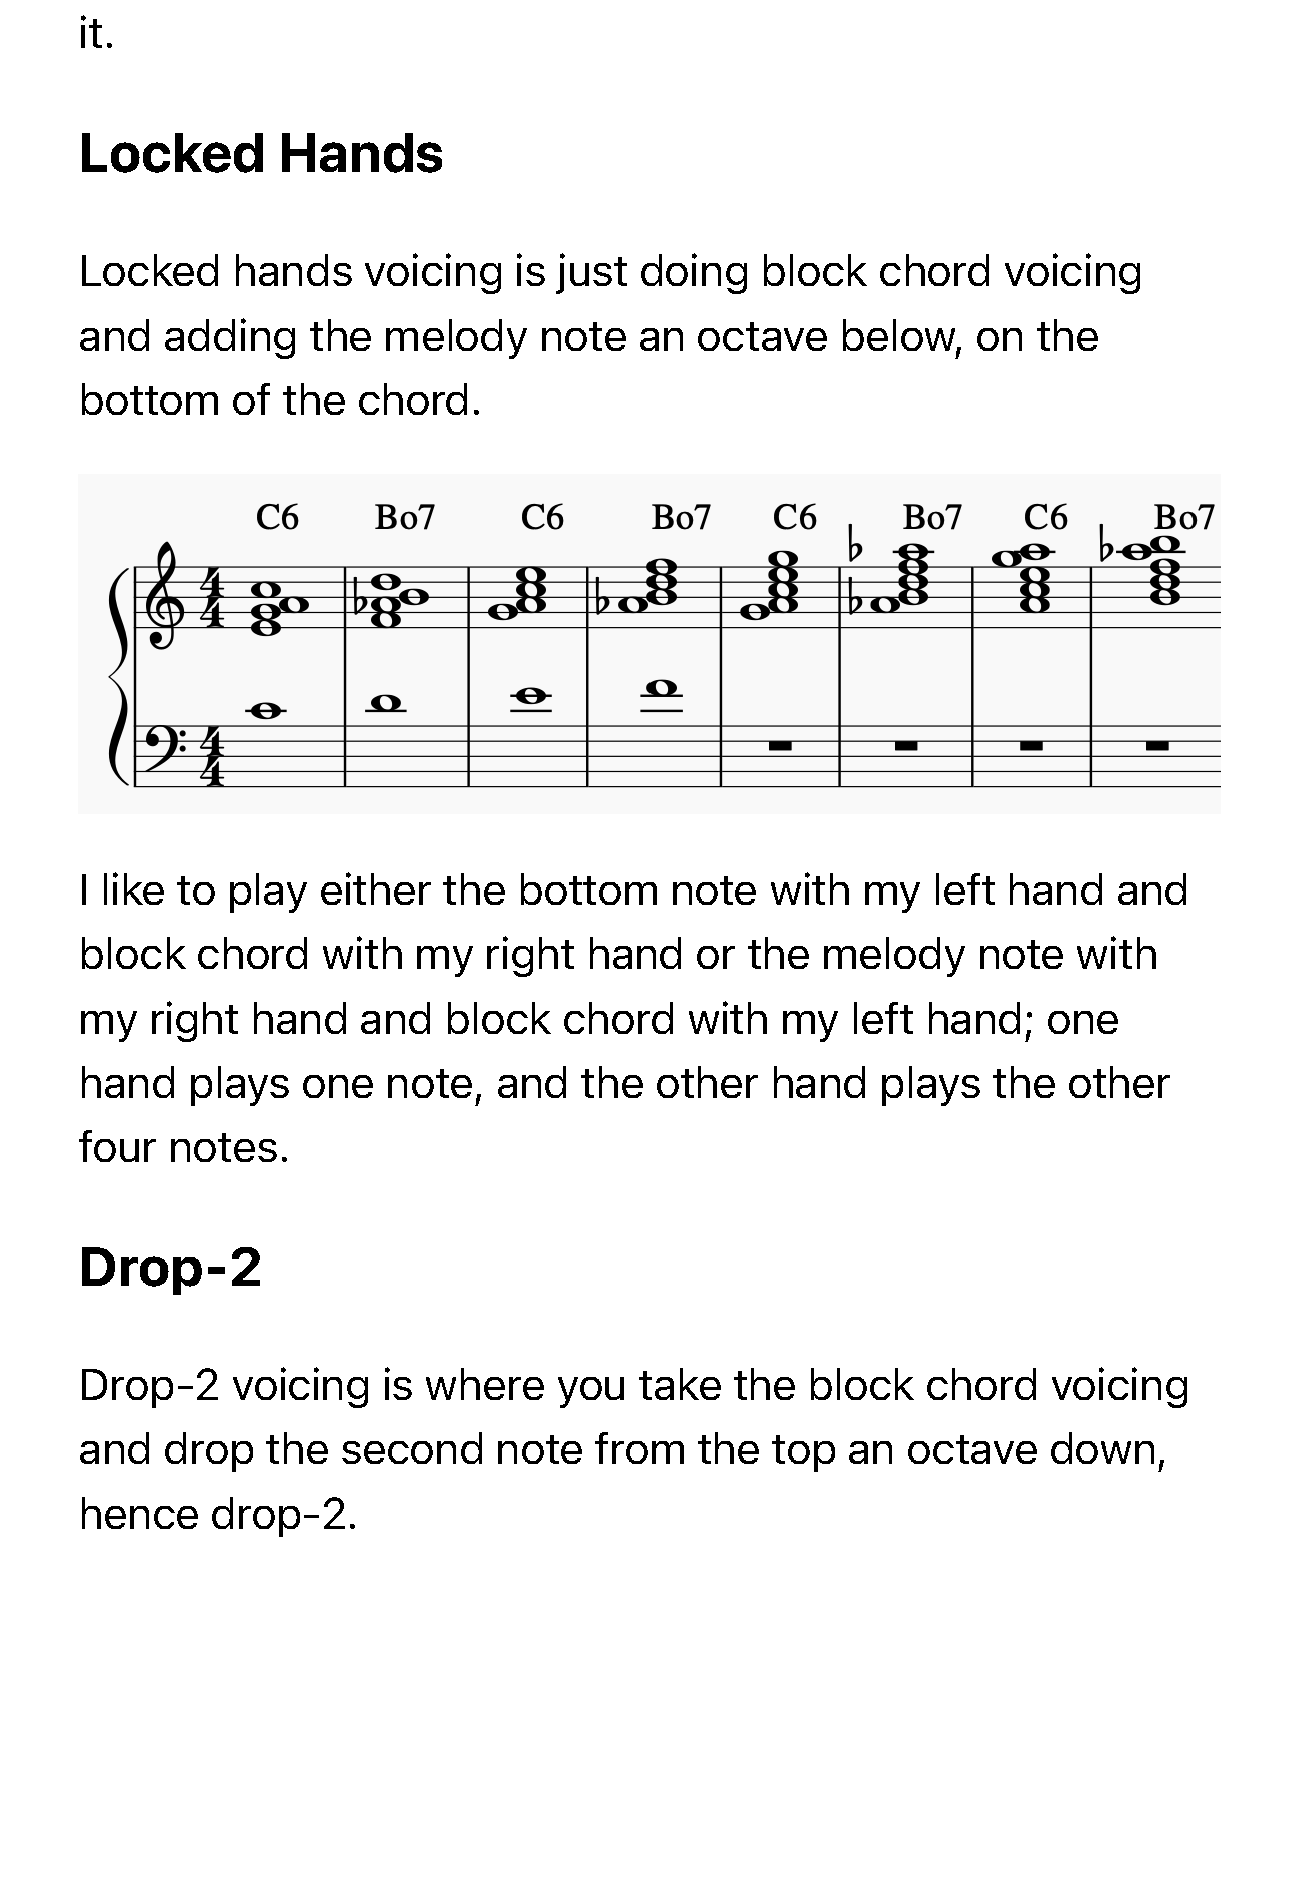 it.
Locked Hands
Locked hands voicing is just doing block chord voicing
and adding the melody note an octave below, on the
bottom of the chord.
C6 Bo7 C6 Bo7 C6 Bo7 C6 Bo7
4 4
4 4
I like to play either the bottom note with my left hand and
block chord with my right hand or the melody note with
my right hand and block chord with my left hand; one
hand plays one note, and the other hand plays the other
four notes.
Drop-2
Drop-2 voicing is where you take the block chord voicing
and drop the second note from the top an octave down,
hence drop-2.